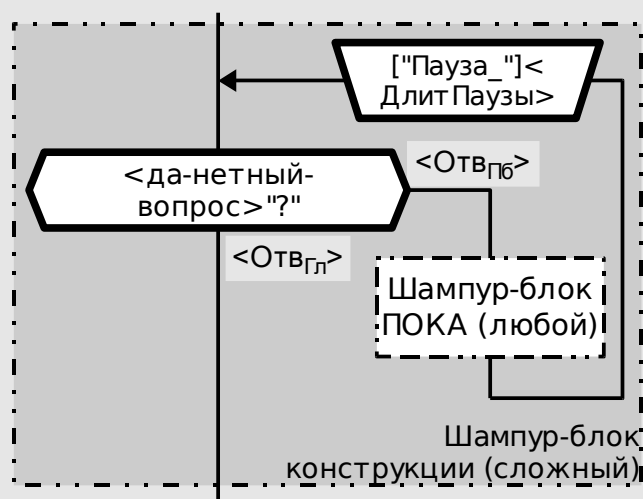 ["Пауза_"]<
ДлитПаузы>
<да-нетный-
вопрос>"?"
<ОтвПб>
<ОтвГл>
Шампур-блок
ПОКА (любой)
Шампур-блок
конструкции (сложный)